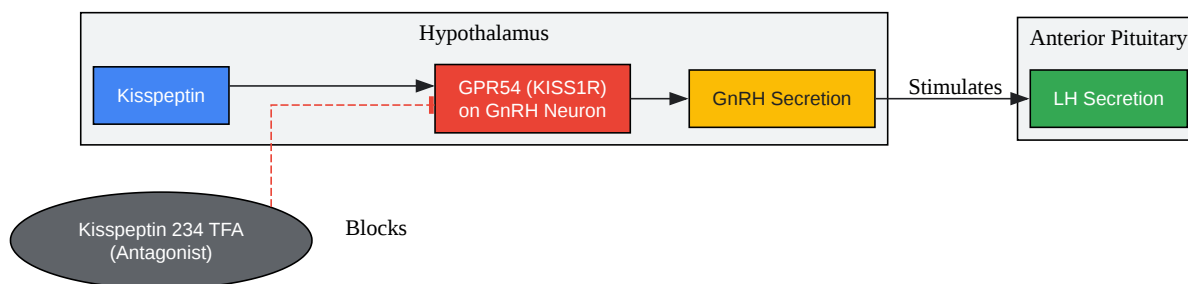 Hypothalamus
Anterior Pituitary
Kisspeptin
GPR54 (KISS1R)
on GnRH Neuron
GnRH Secretion
Stimulates
LH Secretion
Kisspeptin 234 TFA
(Antagonist)
Blocks